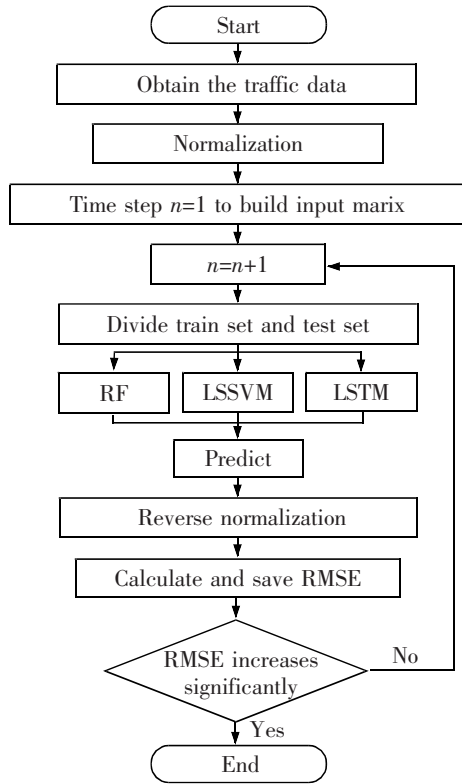 Start
Obtain the traffic data
Normalization
Time step n=1 to build input marix
n=n+1
Divide train set and test set
RF
LSSVM
LSTM
Predict
Reverse normalization
Calculate and save RMSE
RMSE increases
significantly
No
Yes
End